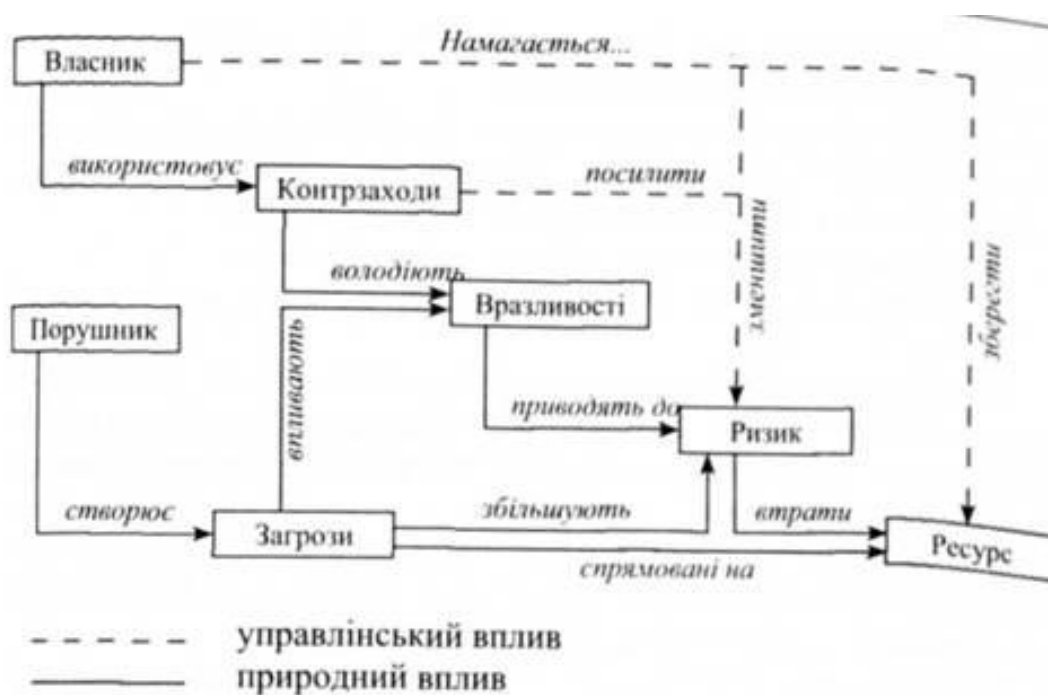 Намагається...
Власник
використовує
Контрзаходи
посилити
володіють
Вразливості
зменшити
зберегти
Порушник
впливають
приводять до
Ризик
створює
Загрози
збільшують
втрати
Ресурс
спрямовані на
управлінський вплив
природний вплив